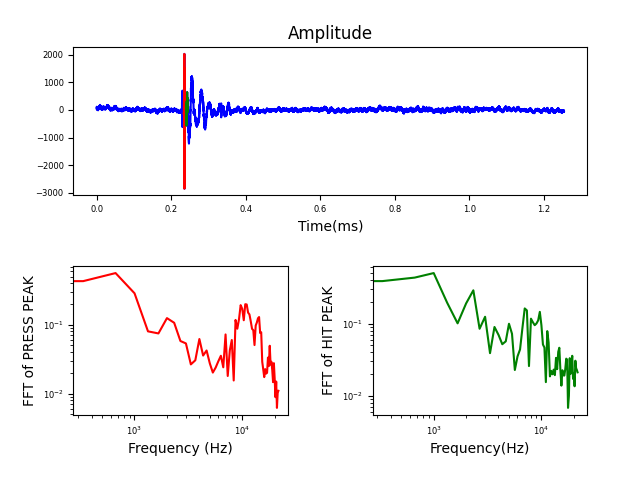 Amplitude
2000
1000
0
−1000
−2000
−3000
0.0 0.2 0.4 0.6 0.8 1.0 1.2
Time(ms)
FFT of PRESS PEAK
10⁻¹
10⁻²
10³ 10⁴
Frequency (Hz)
FFT of HIT PEAK
10⁻¹
10⁻²
10³ 10⁴
Frequency(Hz)